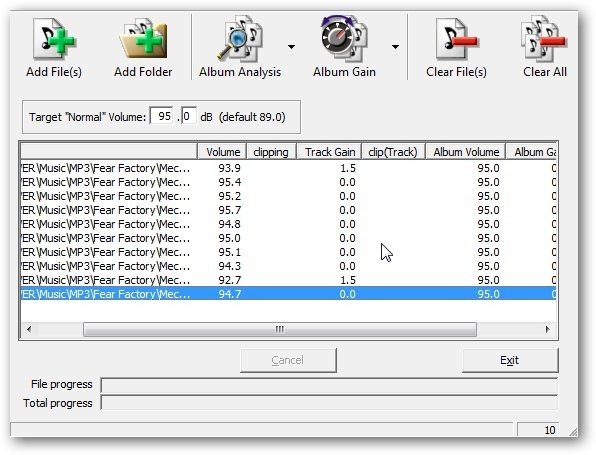 Add File(s) Add Folder Album Analysis Album Gain Clear File(s) Clear All
Target "Normal" Volume: 95 . 0 dB (default 89.0)
Volume clipping Track Gain clip(Track) Album Volume Album Ga
'ER\Music\MP3\Fear Factory\Mec... 93.9 1.5 95.0 0
'ER\Music\MP3\Fear Factory\Mec... 95.4 0.0 95.0 0
'ER\Music\MP3\Fear Factory\Mec... 95.2 0.0 95.0 0
'ER\Music\MP3\Fear Factory\Mec... 95.7 0.0 95.0 0
'ER\Music\MP3\Fear Factory\Mec... 94.8 0.0 95.0 0
'ER\Music\MP3\Fear Factory\Mec... 95.0 0.0 95.0 0
'ER\Music\MP3\Fear Factory\Mec... 95.1 0.0 95.0 0
'ER\Music\MP3\Fear Factory\Mec... 94.3 0.0 95.0 0
'ER\Music\MP3\Fear Factory\Mec... 92.7 1.5 95.0 0
'ER\Music\MP3\Fear Factory\Mec... 94.7 0.0 95.0 0
Cancel Exit
File progress
Total progress
10